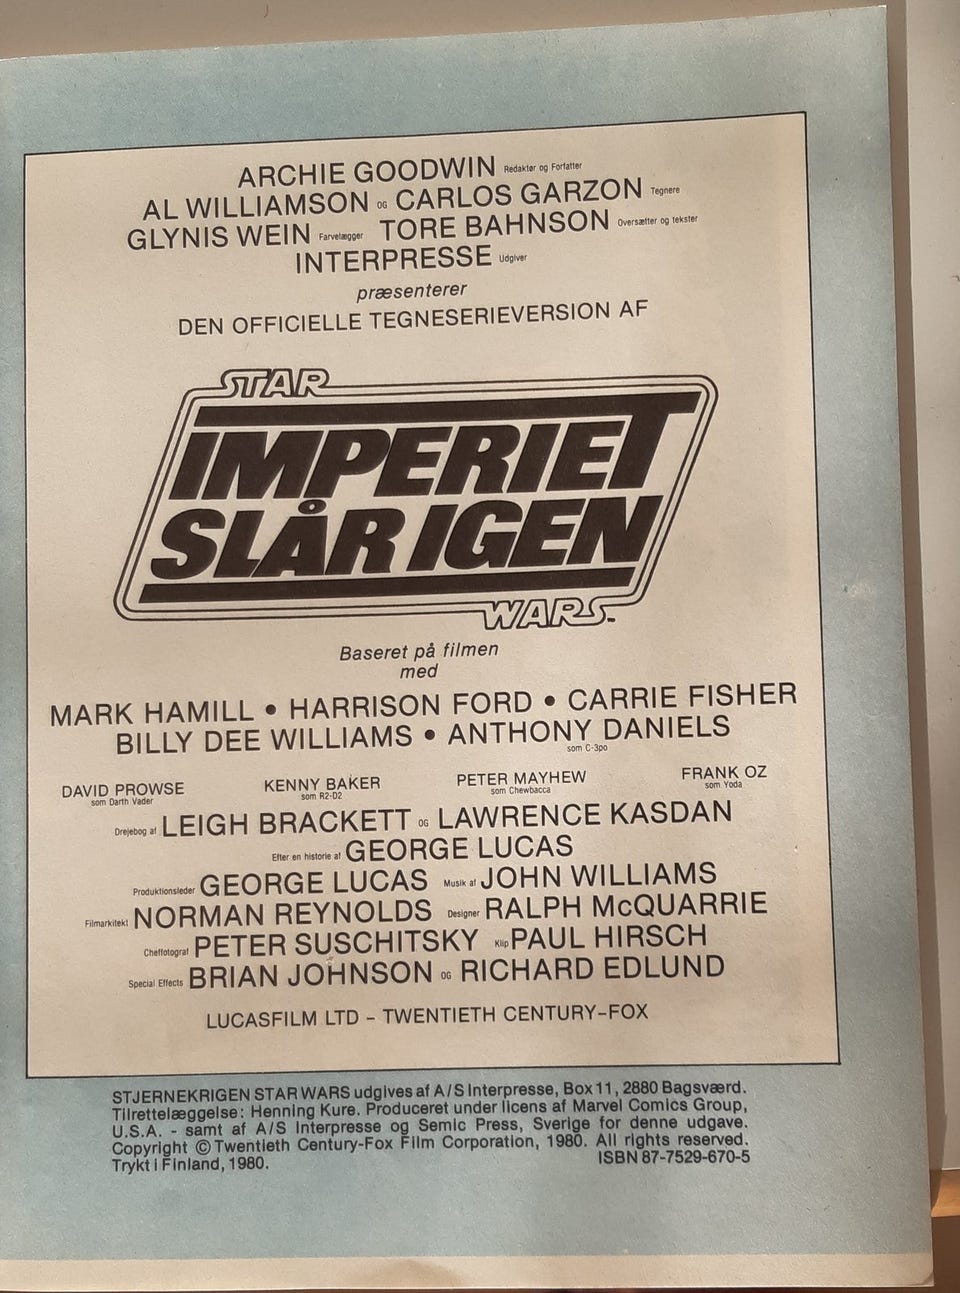 ARCHIE GOODWIN Redaktør og Forfatter
AL WILLIAMSON OG CARLOS GARZON Tegnere
GLYNIS WEIN Farvelægger TORE BAHNSON Oversætter og tekster
INTERPRESSE Udgiver
præsenterer
DEN OFFICIELLE TEGNESERIEVERSION AF
STAR
IMPERIET
SLÅR IGEN
WARS™
Baseret på filmen
med
MARK HAMILL • HARRISON FORD • CARRIE FISHER
BILLY DEE WILLIAMS • ANTHONY DANIELS
som C-3po
DAVID PROWSE KENNY BAKER PETER MAYHEW FRANK OZ
som Darth Vader som R2-D2 som Chewbacca som Yoda
Drejebog af LEIGH BRACKETT OG LAWRENCE KASDAN
Efter en historie af GEORGE LUCAS
Produktionsleder GEORGE LUCAS Musik af JOHN WILLIAMS
Filmarkitekt NORMAN REYNOLDS Designer RALPH McQUARRIE
Cheffotograf PETER SUSCHITSKY Klip PAUL HIRSCH
Special Effects BRIAN JOHNSON OG RICHARD EDLUND
LUCASFILM LTD – TWENTIETH CENTURY-FOX
STJERNEKRIGEN STAR WARS udgives af A/S Interpresse, Box 11, 2880 Bagsværd.
Tilrettelæggelse: Henning Kure. Produceret under licens af Marvel Comics Group,
U.S.A. - samt af A/S Interpresse og Semic Press, Sverige for denne udgave.
Copyright © Twentieth Century-Fox Film Corporation, 1980. All rights reserved.
Trykt i Finland, 1980. ISBN 87-7529-670-5